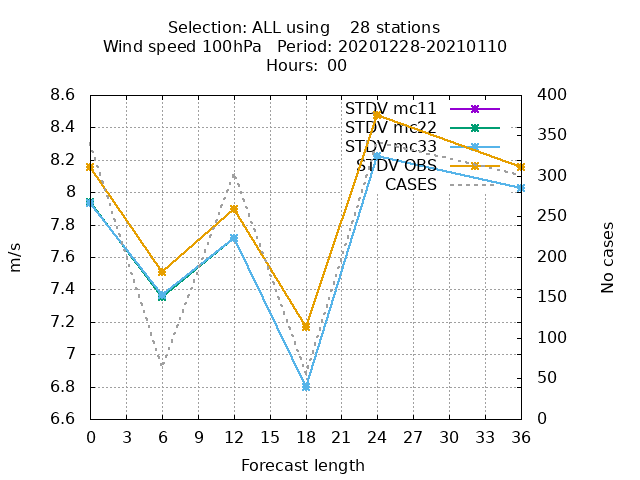 Selection: ALL using 28 stations
Wind speed 100hPa Period: 20201228-20210110
Hours: 00
8.6
8.4
8.2
8
7.8
7.6
7.4
7.2
7
6.8
6.6
m/s
STDV mc11
STDV mc22
STDV mc33
STDV OBS
CASES
400
350
300
250
200
150
100
50
0
No cases
0 3 6 9 12 15 18 21 24 27 30 33 36
Forecast length